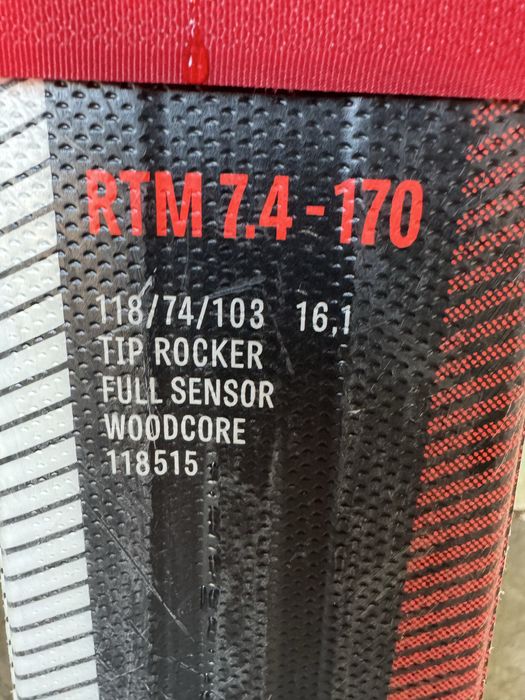 RTM 7.4 - 170
118/74/103 16,1
TIP ROCKER
FULL SENSOR
WOODCORE
118515